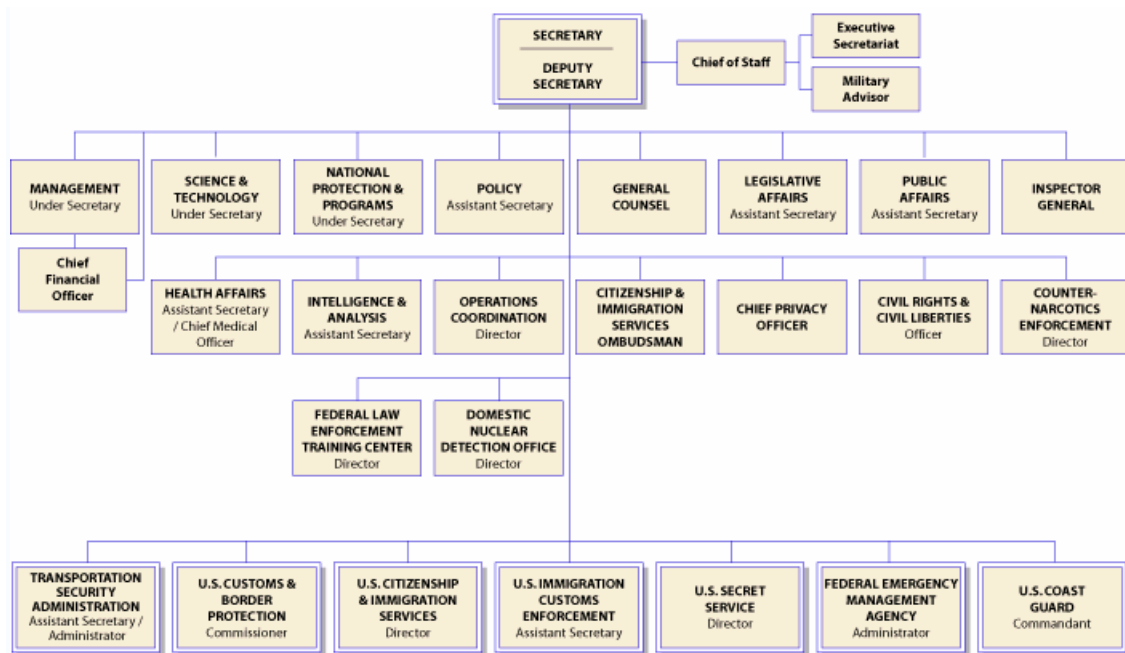 SECRETARY
DEPUTY
SECRETARY
Chief of Staff
Executive
Secretariat
Military
Advisor
MANAGEMENT
Under Secretary
SCIENCE &
TECHNOLOGY
Under Secretary
NATIONAL
PROTECTION &
PROGRAMS
Under Secretary
POLICY
Assistant Secretary
GENERAL
COUNSEL
LEGISLATIVE
AFFAIRS
Assistant Secretary
PUBLIC
AFFAIRS
Assistant Secretary
INSPECTOR
GENERAL
Chief
Financial
Officer
HEALTH AFFAIRS
Assistant Secretary
/ Chief Medical
Officer
INTELLIGENCE &
ANALYSIS
Assistant Secretary
OPERATIONS
COORDINATION
Director
CITIZENSHIP &
IMMIGRATION
SERVICES
OMBUDSMAN
CHIEF PRIVACY
OFFICER
CIVIL RIGHTS &
CIVIL LIBERTIES
Officer
COUNTER-
NARCOTICS
ENFORCEMENT
Director
FEDERAL LAW
ENFORCEMENT
TRAINING CENTER
Director
DOMESTIC
NUCLEAR
DETECTION OFFICE
Director
TRANSPORTATION
SECURITY
ADMINISTRATION
Assistant Secretary /
Administrator
U.S. CUSTOMS &
BORDER
PROTECTION
Commissioner
U.S. CITIZENSHIP
& IMMIGRATION
SERVICES
Director
U.S. IMMIGRATION
CUSTOMS
ENFORCEMENT
Assistant Secretary
U.S. SECRET
SERVICE
Director
FEDERAL EMERGENCY
MANAGEMENT
AGENCY
Administrator
U.S. COAST
GUARD
Commandant